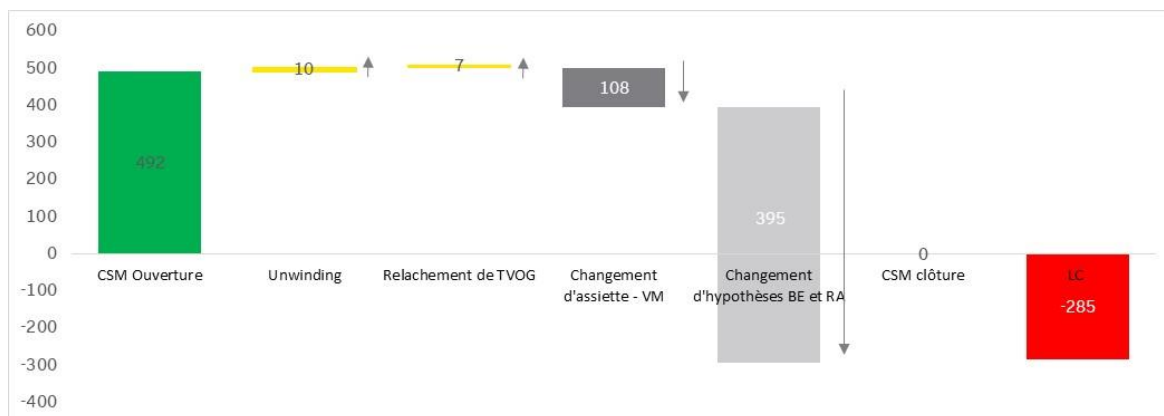 600
500
400
300
200
100
0
-100
-200
-300
-400
492
10
7
108
395
0
-285
CSM Ouverture
Unwinding
Relachement de TVOG
Changement
d'assiette - VM
Changement
d'hypothèses BE et RA
CSM clôture
LC